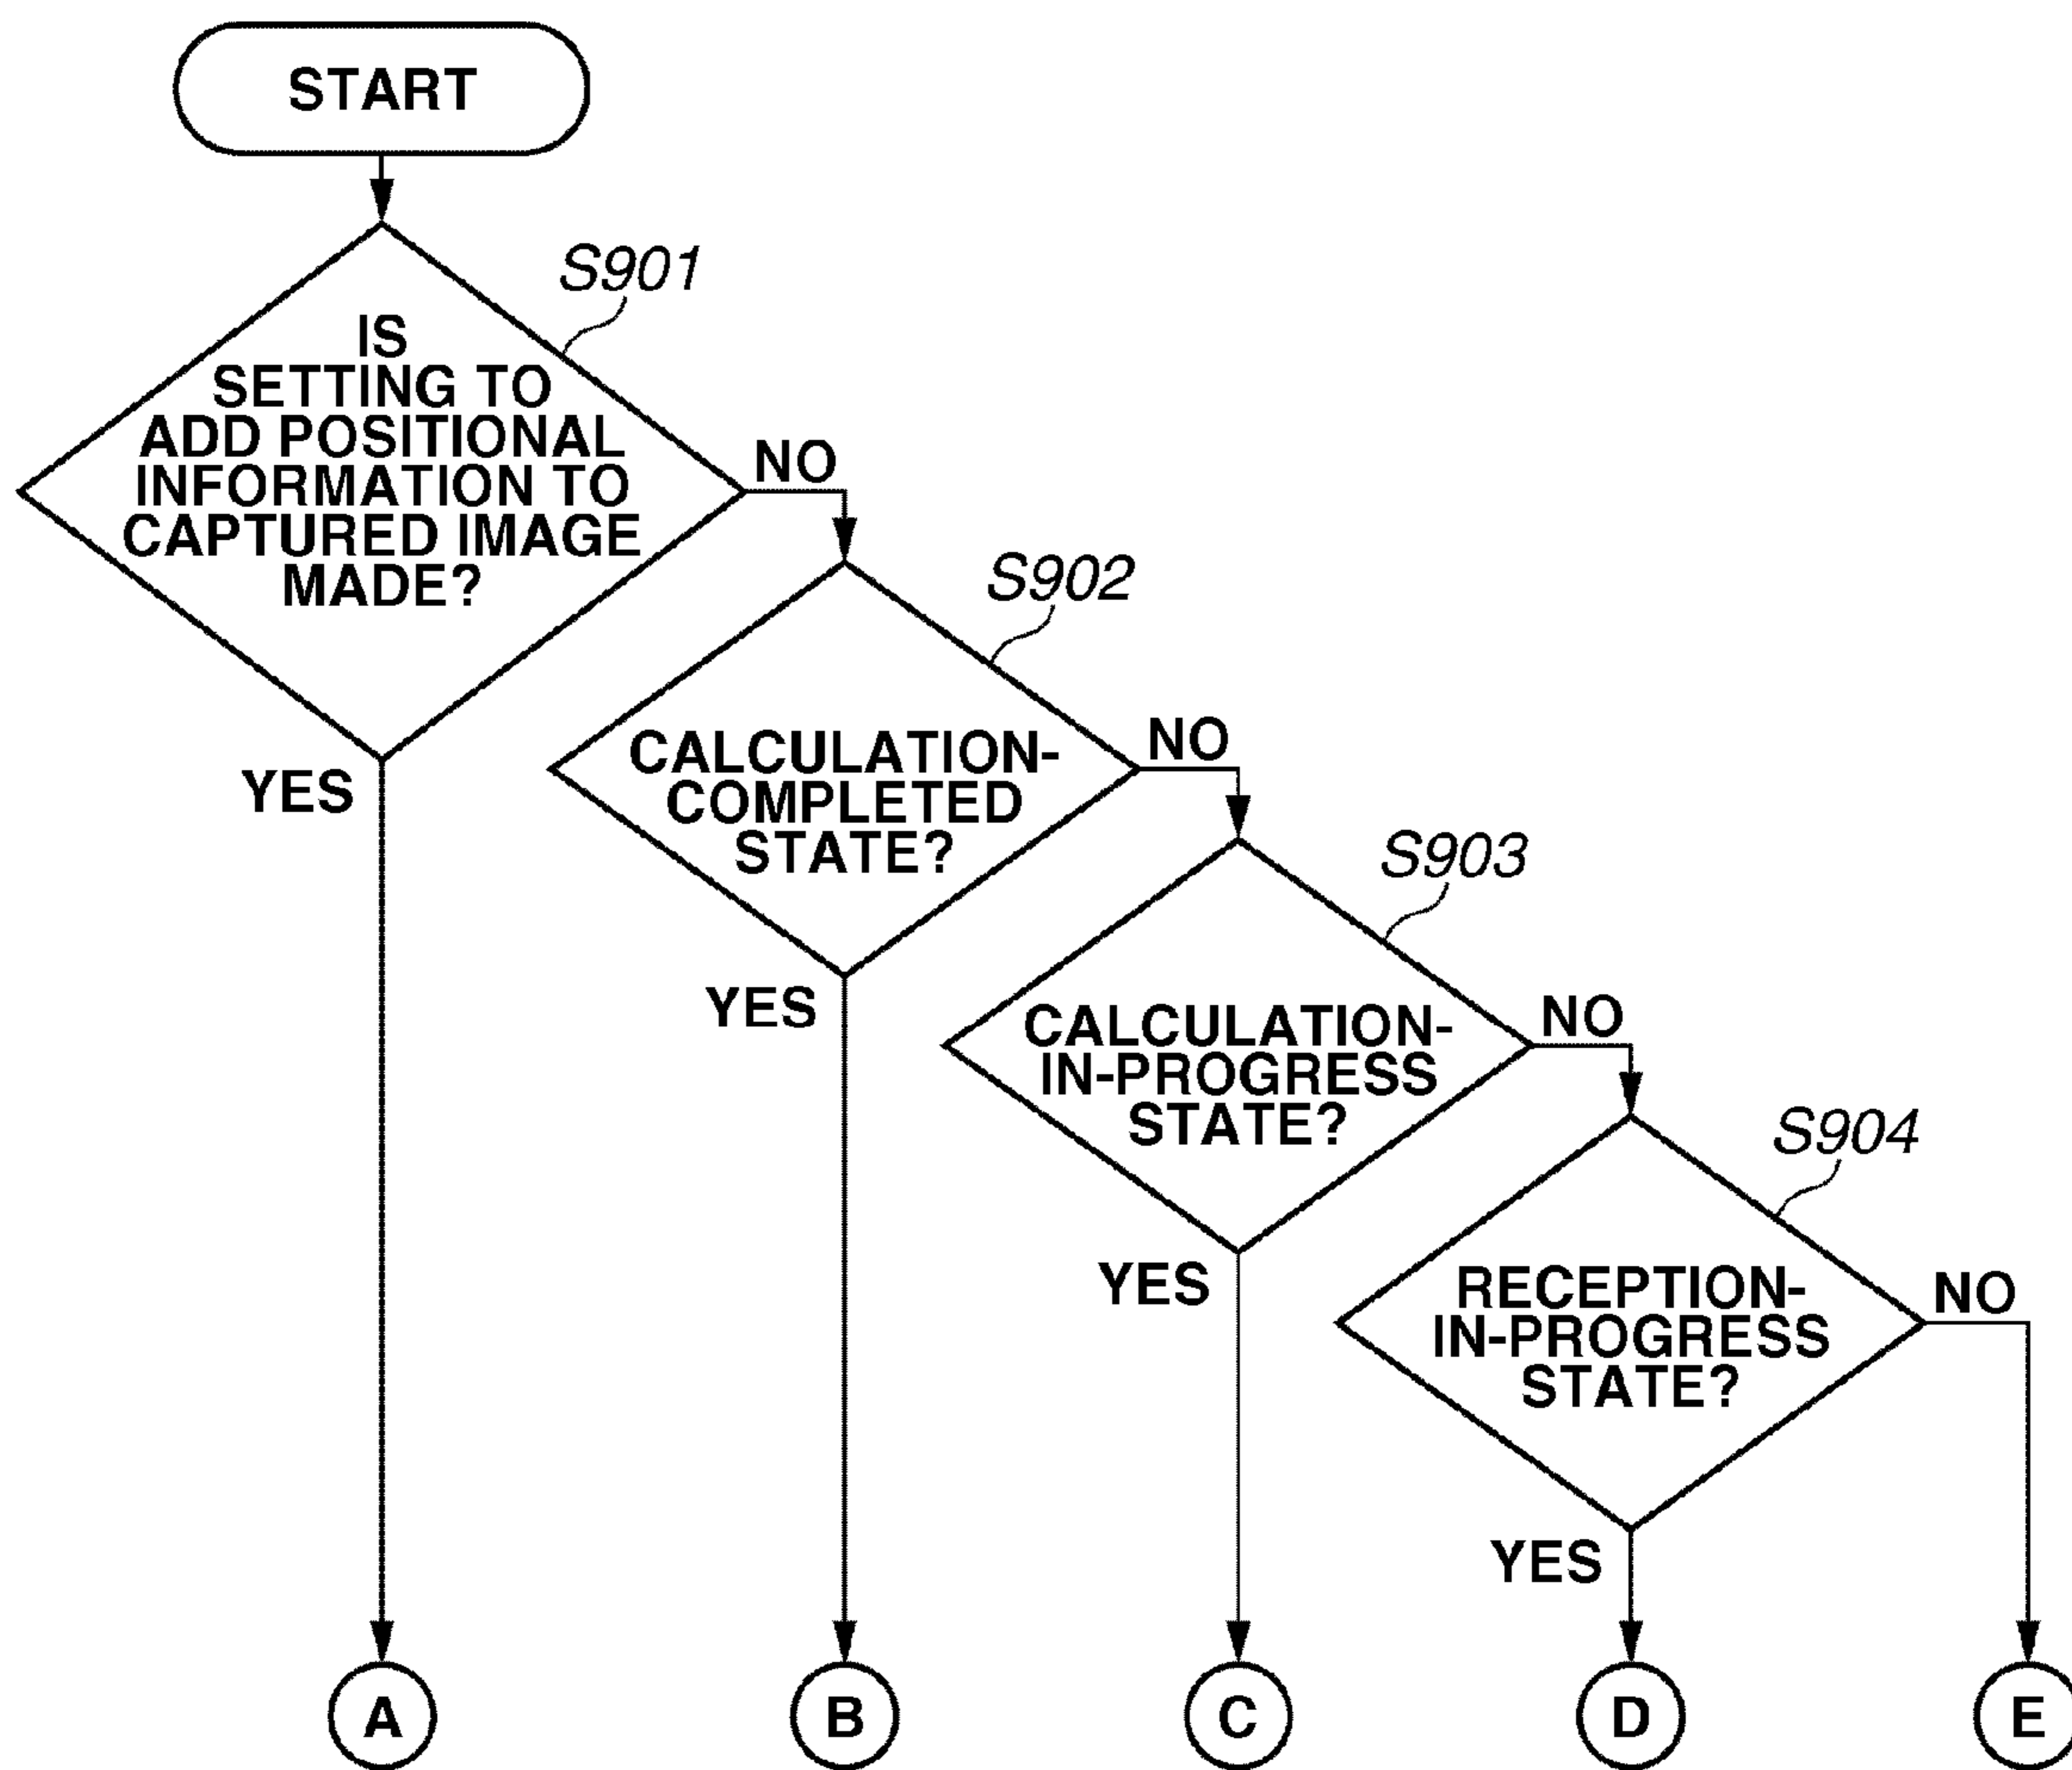 START
S901
IS
SETTING TO
ADD POSITIONAL
INFORMATION TO
CAPTURED IMAGE
MADE?
NO
YES
S902
CALCULATION-
COMPLETED
STATE?
NO
YES
S903
CALCULATION-
IN-PROGRESS
STATE?
NO
YES
S904
RECEPTION-
IN-PROGRESS
STATE?
NO
YES
A
B
C
D
E